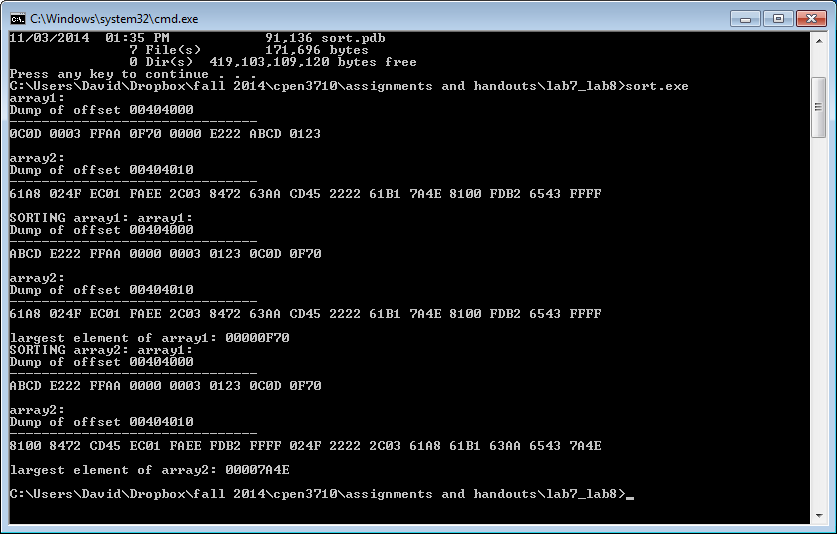 C:\Windows\system32\cmd.exe
11/03/2014  01:35 PM            91,136 sort.pdb
               7 File(s)        171,696 bytes
               0 Dir(s)  419,103,109,120 bytes free
Press any key to continue . . .
C:\Users\David\Dropbox\fall 2014\cpen3710\assignments and handouts\lab7_lab8>sort.exe
array1:
Dump of offset 00404000
-------------------------------
0C0D 0003 FFAA 0F70 0000 E222 ABCD 0123
array2:
Dump of offset 00404010
-------------------------------
61A8 024F EC01 FAEE 2C03 8472 63AA CD45 2222 61B1 7A4E 8100 FDB2 6543 FFFF
SORTING array1: array1:
Dump of offset 00404000
-------------------------------
ABCD E222 FFAA 0000 0003 0123 0C0D 0F70
array2:
Dump of offset 00404010
-------------------------------
61A8 024F EC01 FAEE 2C03 8472 63AA CD45 2222 61B1 7A4E 8100 FDB2 6543 FFFF
largest element of array1: 00000F70
SORTING array2: array1:
Dump of offset 00404000
-------------------------------
ABCD E222 FFAA 0000 0003 0123 0C0D 0F70
array2:
Dump of offset 00404010
-------------------------------
8100 8472 CD45 EC01 FAEE FDB2 FFFF 024F 2222 2C03 61A8 61B1 63AA 6543 7A4E
largest element of array2: 00007A4E
C:\Users\David\Dropbox\fall 2014\cpen3710\assignments and handouts\lab7_lab8>_